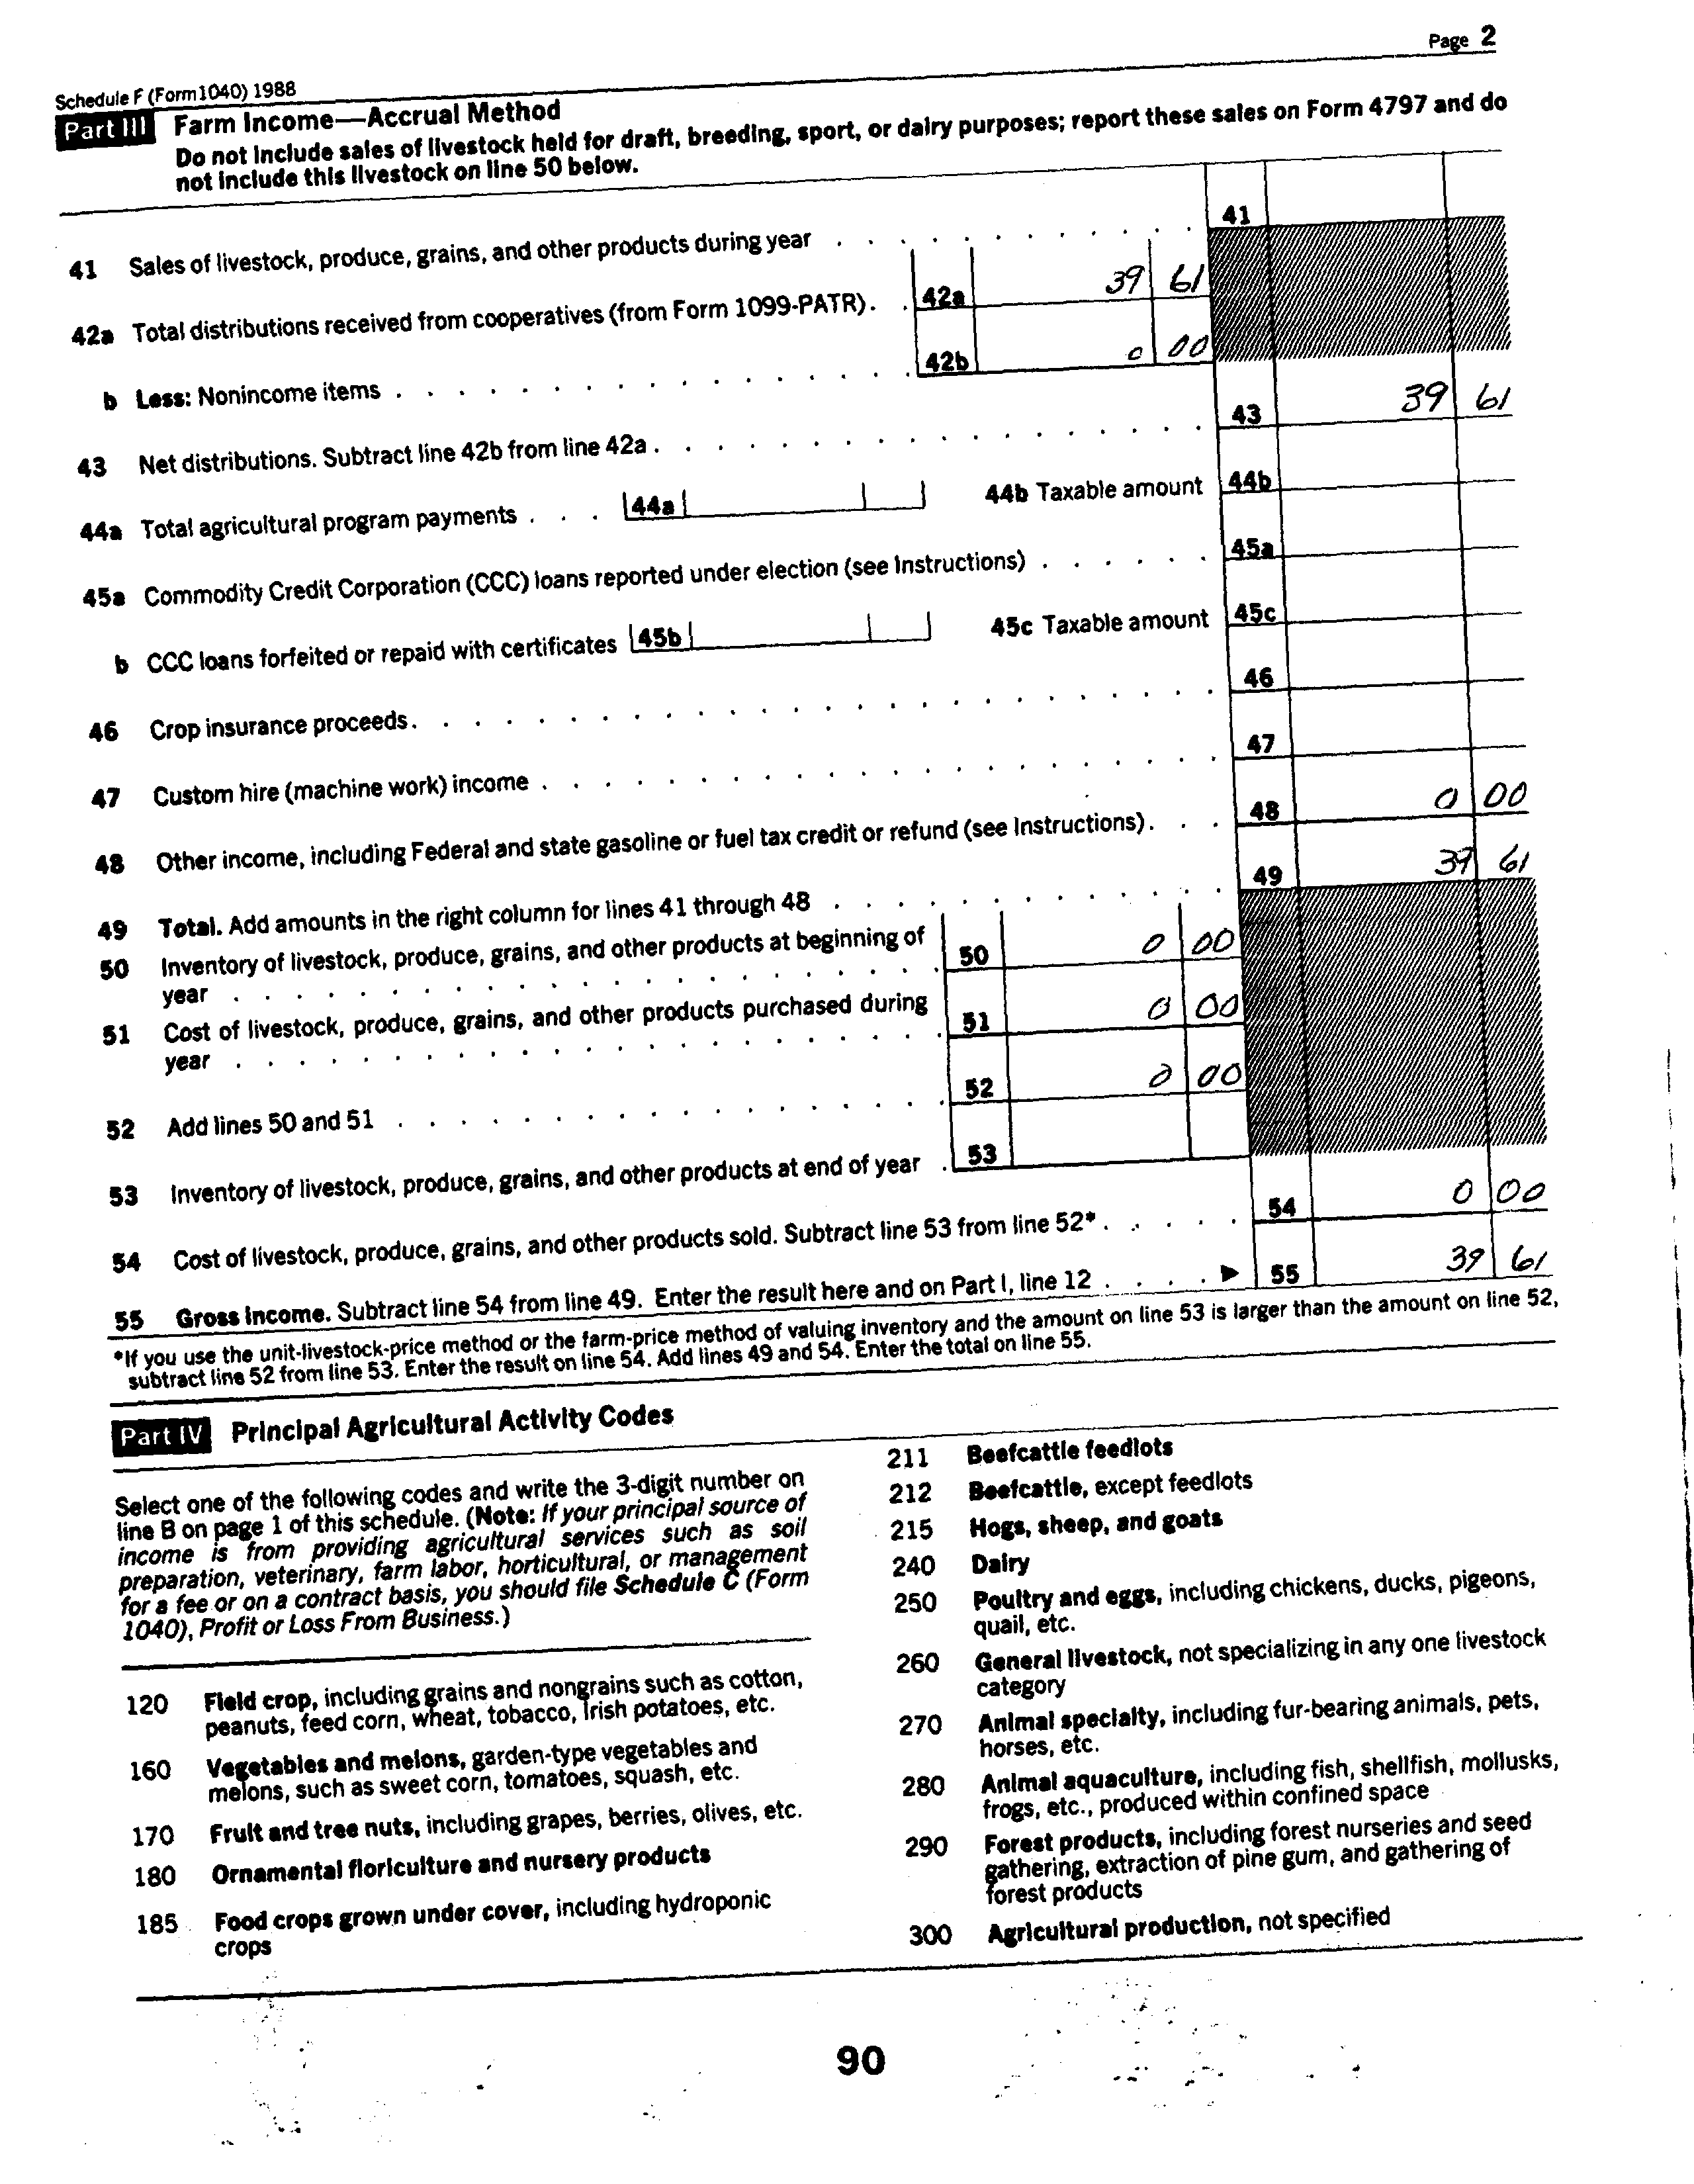 Page 2
Schedule F (Form 1040) 1988
Part III Farm Income—Accrual Method
Do not include sales of livestock held for draft, breeding, sport, or dairy purposes; report these sales on Form 4797 and do
not include this livestock on line 50 below.
41 Sales of livestock, produce, grains, and other products during year . . . . . . . . . . . . 41
42a Total distributions received from cooperatives (from Form 1099-PATR) . . 42a 39 61
b Less: Nonincome items . . . . . . . . . . . . . . . . . 42b 0 00
43 Net distributions. Subtract line 42b from line 42a . . . . . . . . . . . . . . . . . . 43 39 61
44a Total agricultural program payments . . . 44a 44b Taxable amount 44b
45a Commodity Credit Corporation (CCC) loans reported under election (see Instructions) . . . . . . 45a
b CCC loans forfeited or repaid with certificates 45b 45c Taxable amount 45c
46 Crop insurance proceeds . . . . . . . . . . . . . . . . . . . . . . . . . . 46
47 Custom hire (machine work) income . . . . . . . . . . . . . . . . . . . . . . 47
48 Other income, including Federal and state gasoline or fuel tax credit or refund (see Instructions) . . . 48 0 00
49 Total. Add amounts in the right column for lines 41 through 48 . . . . . . . . . . . . . 49 39 61
50 Inventory of livestock, produce, grains, and other products at beginning of
year . . . . . . . . . . . . . . . . . . . . . . . 50 0 00
51 Cost of livestock, produce, grains, and other products purchased during
year . . . . . . . . . . . . . . . . . . . . . . . 51 0 00
52 Add lines 50 and 51 . . . . . . . . . . . . . . . . . . 52 0 00
53 Inventory of livestock, produce, grains, and other products at end of year . 53
54 Cost of livestock, produce, grains, and other products sold. Subtract line 53 from line 52* . . . . . 54 0 00
55 Gross income. Subtract line 54 from line 49. Enter the result here and on Part I, line 12 . . . . ▶ 55 39 61
*If you use the unit-livestock-price method or the farm-price method of valuing inventory and the amount on line 53 is larger than the amount on line 52,
subtract line 52 from line 53. Enter the result on line 54. Add lines 49 and 54. Enter the total on line 55.
Part IV Principal Agricultural Activity Codes
Select one of the following codes and write the 3-digit number on
line B on page 1 of this schedule. (Note: If your principal source of
income is from providing agricultural services such as soil
preparation, veterinary, farm labor, horticultural, or management
for a fee or on a contract basis, you should file Schedule C (Form
1040), Profit or Loss From Business.)
120 Field crop, including grains and nongrains such as cotton,
peanuts, feed corn, wheat, tobacco, Irish potatoes, etc.
160 Vegetables and melons, garden-type vegetables and
melons, such as sweet corn, tomatoes, squash, etc.
170 Fruit and tree nuts, including grapes, berries, olives, etc.
180 Ornamental floriculture and nursery products
185 Food crops grown under cover, including hydroponic
crops
211 Beefcattle feedlots
212 Beefcattle, except feedlots
215 Hogs, sheep, and goats
240 Dairy
250 Poultry and eggs, including chickens, ducks, pigeons,
quail, etc.
260 General livestock, not specializing in any one livestock
category
270 Animal specialty, including fur-bearing animals, pets,
horses, etc.
280 Animal aquaculture, including fish, shellfish, mollusks,
frogs, etc., produced within confined space
290 Forest products, including forest nurseries and seed
gathering, extraction of pine gum, and gathering of
forest products
300 Agricultural production, not specified
90